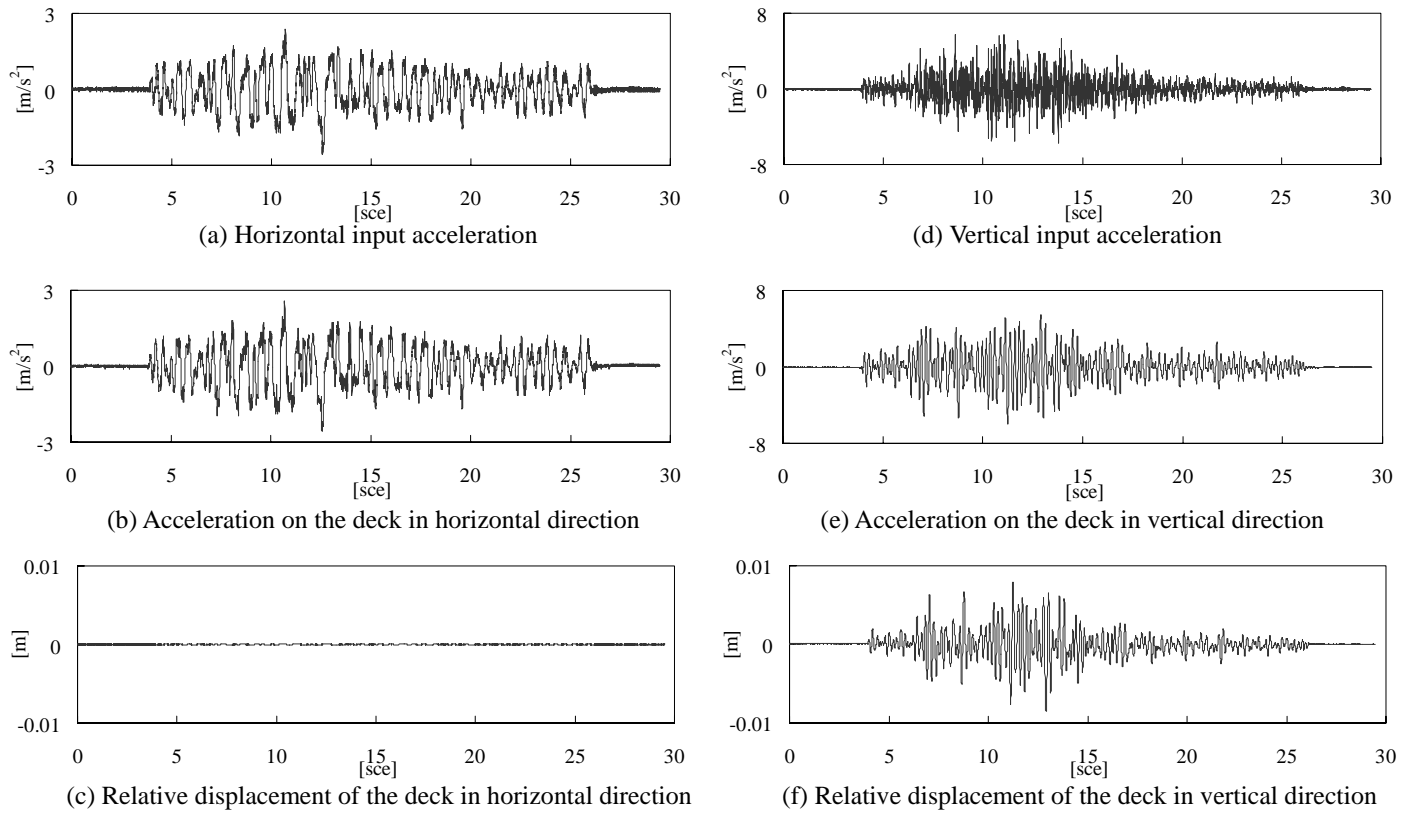 3
0
-3
[m/s²]
0 5 10 15 20 25 30
[sce]
(a) Horizontal input acceleration
8
0
-8
[m/s²]
0 5 10 15 20 25 30
[sce]
(d) Vertical input acceleration
3
0
-3
[m/s²]
0 5 10 15 20 25 30
[sce]
(b) Acceleration on the deck in horizontal direction
8
0
-8
[m/s²]
0 5 10 15 20 25 30
[sce]
(e) Acceleration on the deck in vertical direction
0.01
0
-0.01
[m]
0 5 10 15 20 25 30
[sce]
(c) Relative displacement of the deck in horizontal direction
0.01
0
-0.01
[m]
0 5 10 15 20 25 30
[sce]
(f) Relative displacement of the deck in vertical direction